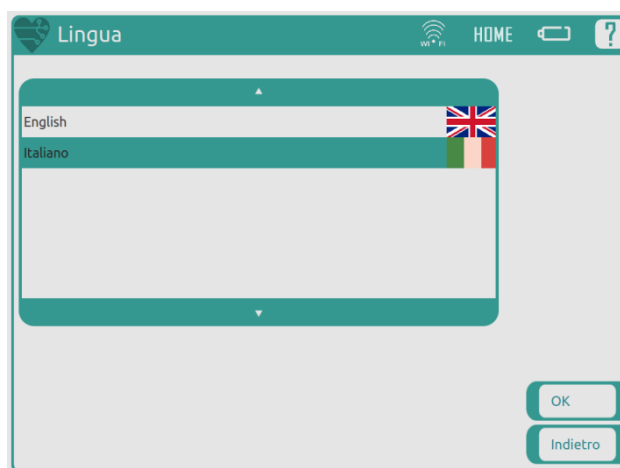 Lingua
WI FI HOME ?
English
Italiano
OK
Indietro